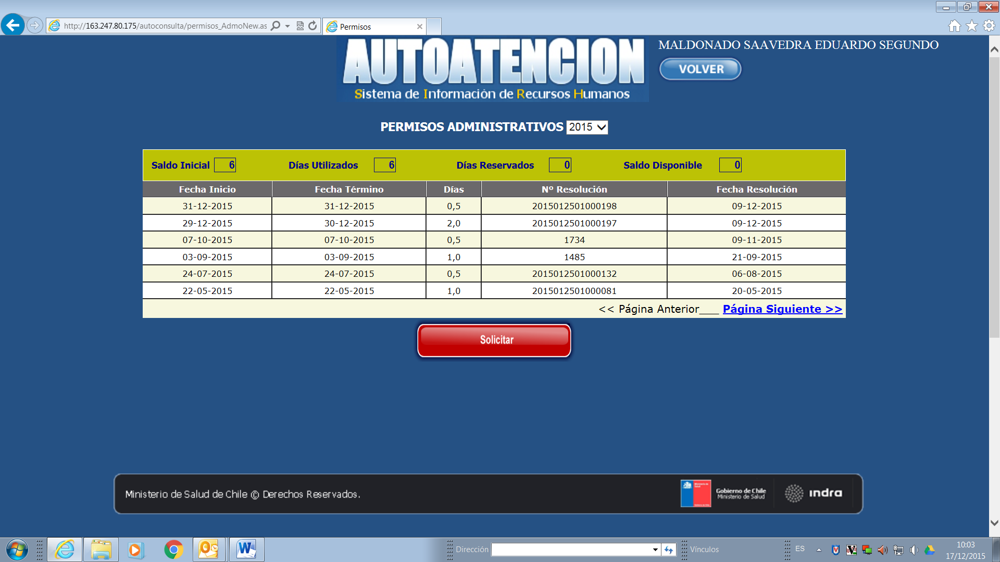 http://163.247.80.175/autoconsulta/permisos_AdmoNew.as
Permisos
AUTOATENCION
Sistema de Información de Recursos Humanos
MALDONADO SAAVEDRA EDUARDO SEGUNDO
VOLVER
PERMISOS ADMINISTRATIVOS 2015
Saldo Inicial 6 Días Utilizados 6 Días Reservados 0 Saldo Disponible 0
Fecha Inicio Fecha Término Días Nº Resolución Fecha Resolución
31-12-2015 31-12-2015 0,5 2015012501000198 09-12-2015
29-12-2015 30-12-2015 2,0 2015012501000197 09-12-2015
07-10-2015 07-10-2015 0,5 1734 09-11-2015
03-09-2015 03-09-2015 1,0 1485 21-09-2015
24-07-2015 24-07-2015 0,5 2015012501000132 06-08-2015
22-05-2015 22-05-2015 1,0 2015012501000081 20-05-2015
<< Página Anterior___ Página Siguiente >>
Solicitar
Ministerio de Salud de Chile © Derechos Reservados.
Gobierno de Chile
Ministerio de Salud
indra
Dirección
Vínculos
ES
10:03
17/12/2015